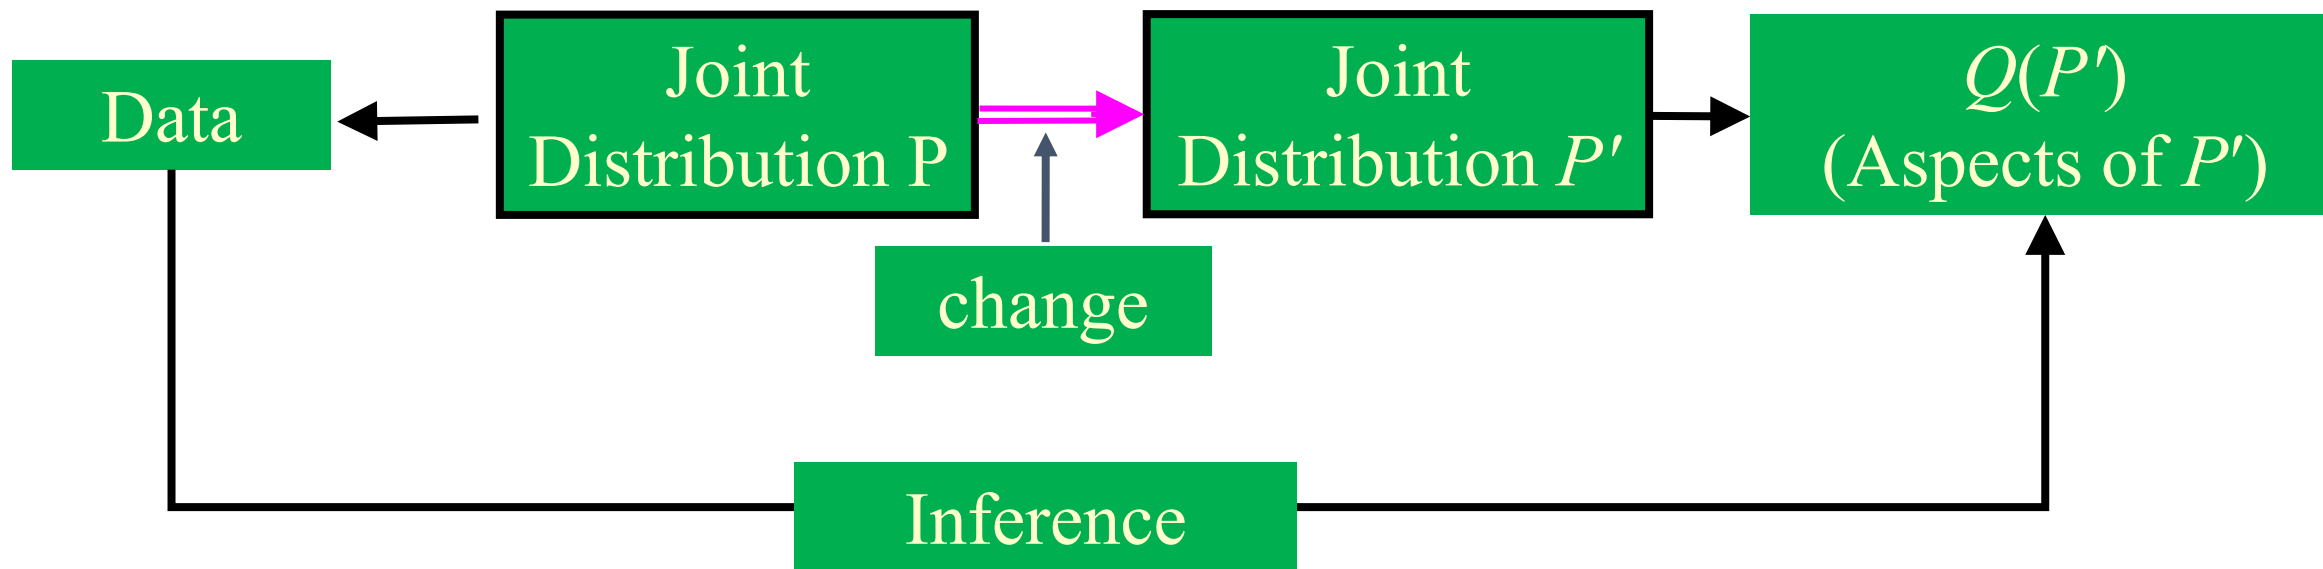 Data
Joint
Distribution P
Joint
Distribution P′
Q(P′)
(Aspects of P′)
change
Inference